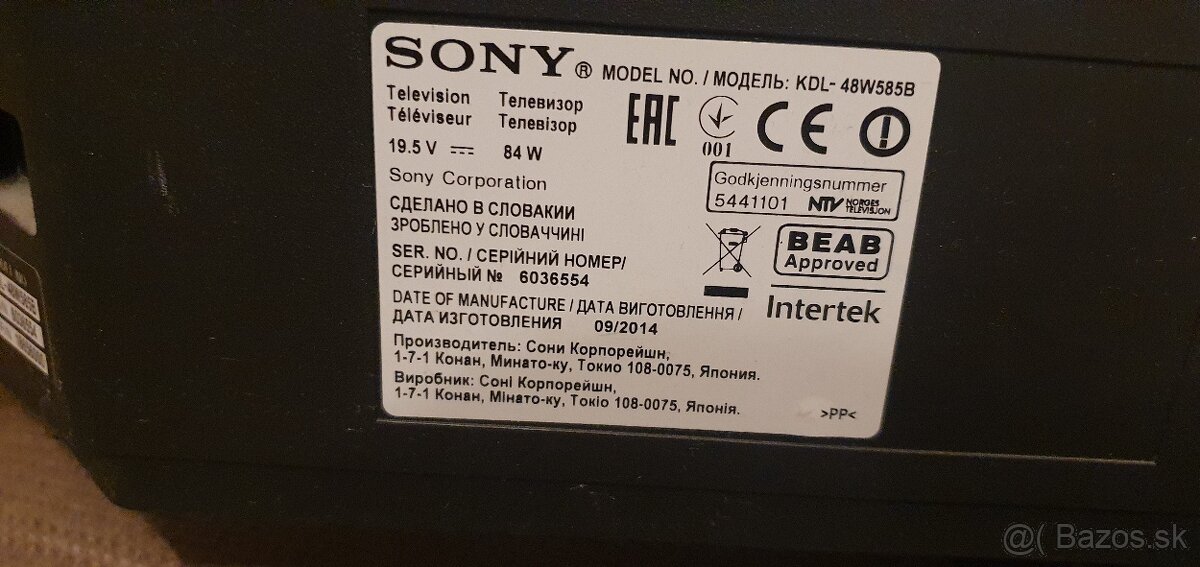 SONY® MODEL NO. / МОДЕЛЬ: KDL- 48W585B
Television Телевизор
Téléviseur Телевізор
19.5 V 84 W
Sony Corporation
СДЕЛАНО В СЛОВАКИИ
ЗРОБЛЕНО У СЛОВАЧЧИНІ
SER. NO. / СЕРІЙНИЙ НОМЕР/
СЕРИЙНЫЙ № 6036554
DATE OF MANUFACTURE / ДАТА ВИГОТОВЛЕННЯ /
ДАТА ИЗГОТОВЛЕНИЯ 09/2014
Производитель: Сони Корпорейшн,
1-7-1 Конан, Минато-ку, Токио 108-0075, Япония.
Виробник: Соні Корпорейшн,
1-7-1 Конан, Мінато-ку, Токіо 108-0075, Японія.
EAC
001
CE
Godkjenningsnummer
5441101 NTV NORGES
TELEVISJON
BEAB
Approved
Intertek
>PP<
@( Bazos.sk